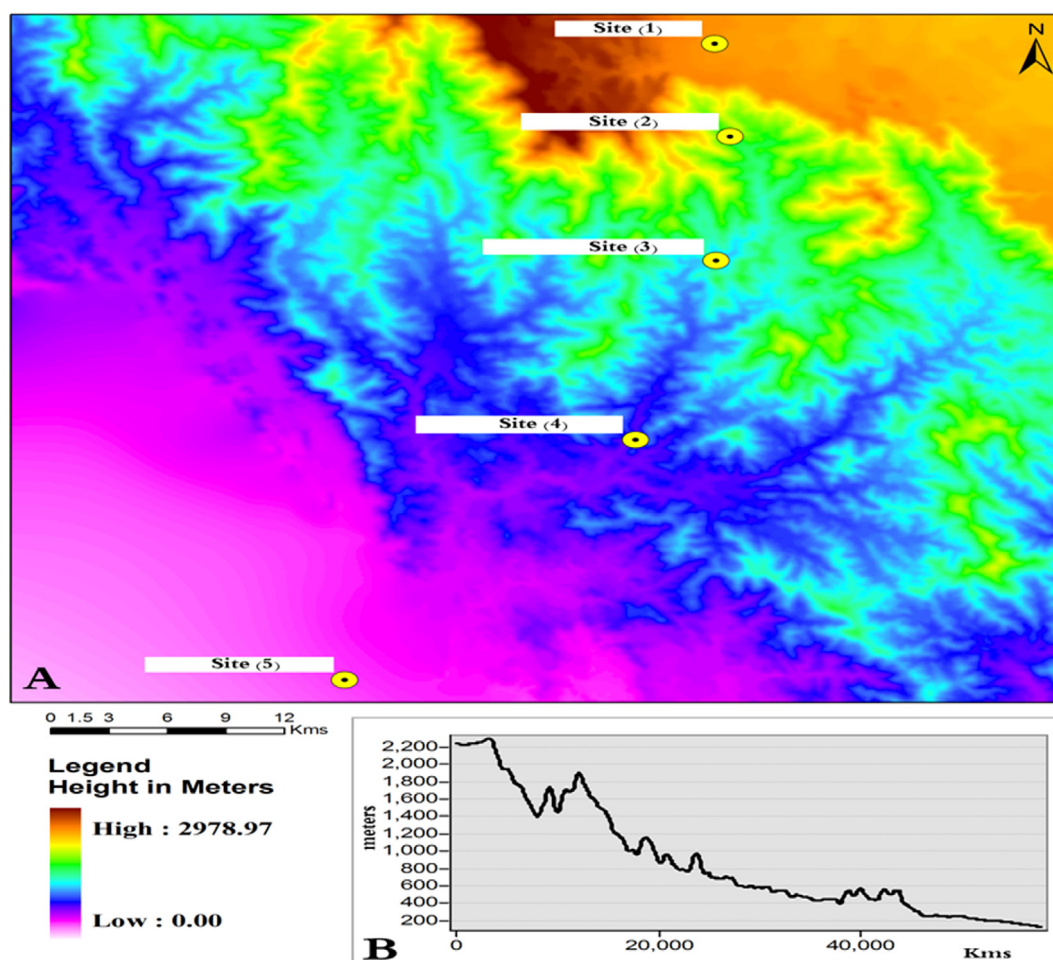 N
Site (1)
Site (2)
Site (3)
Site (4)
Site (5)
A
0 1.5 3 6 9 12
Kms
Legend
Height in Meters
High : 2978.97
Low : 0.00
meters
2,200
2,000
1,800
1,600
1,400
1,200
1,000
800
600
400
200
0 20,000 40,000 Kms
B